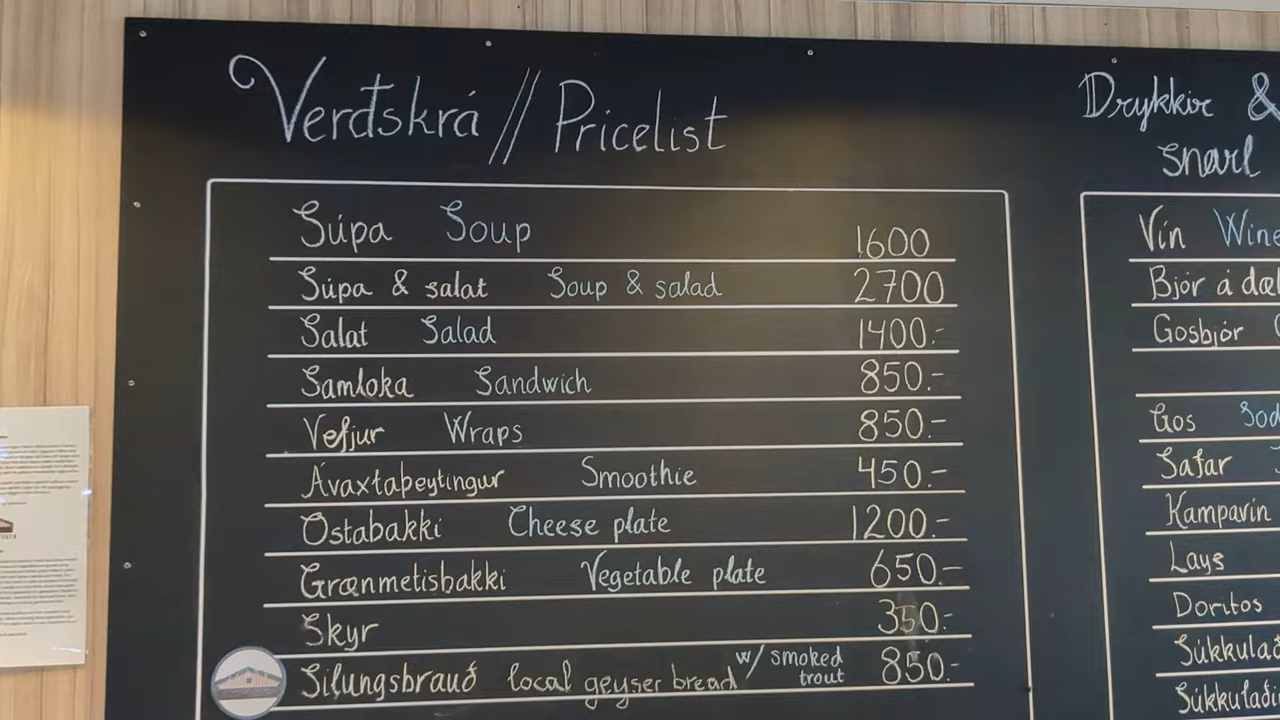 Verðskrá // Pricelist
Súpa Soup 1600
Súpa & salat Soup & salad 2700
Salat Salad 1400.-
Samloka Sandwich 850.-
Vefjur Wraps 850.-
Ávaxtaþeytingur Smoothie 450.-
Ostabakki Cheese plate 1200.-
Grænmetisbakki Vegetable plate 650.-
Skyr 350.-
Silungsbrauð local geyser bread w/ smoked trout 850.-
Drykkir &
snarl
Vín Wine
Bjór á dæl
Gosbjór
Gos Sod
Safar
Kampavín
Lays
Doritos
Súkkulað
Súkkulaði